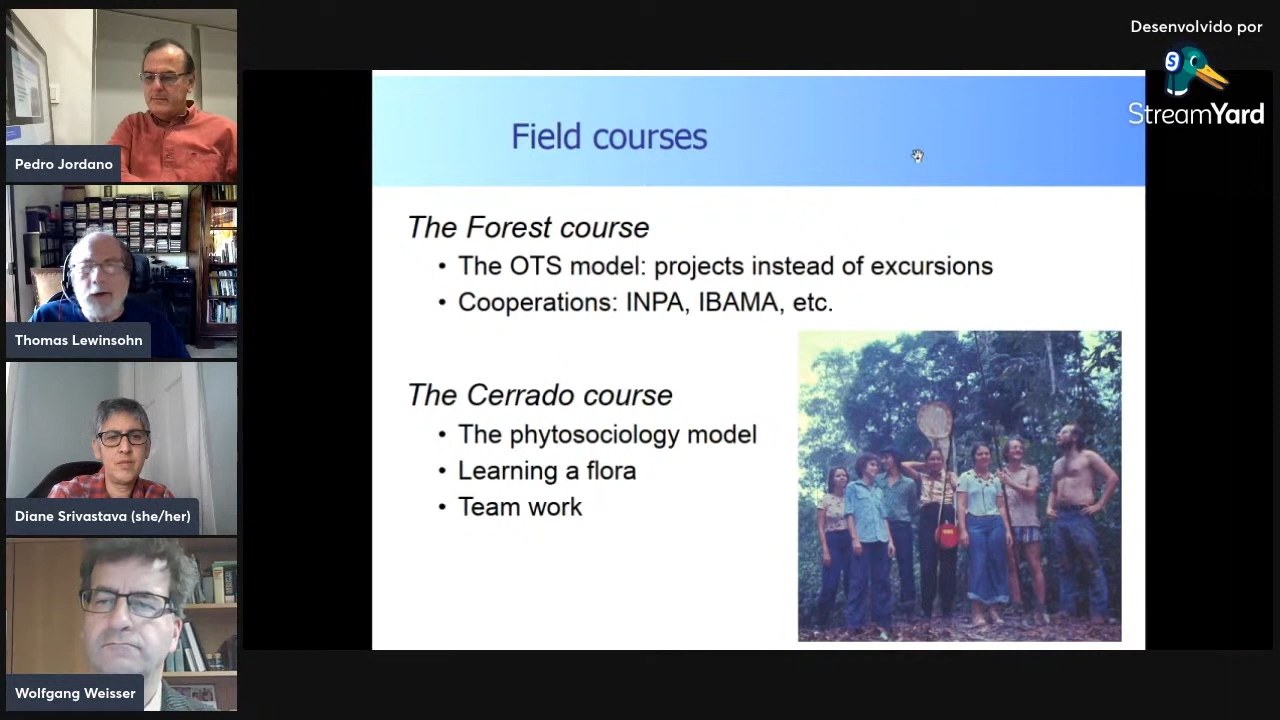 Pedro Jordano
Thomas Lewinsohn
Diane Srivastava (she/her)
Wolfgang Weisser
Field courses
The Forest course
• The OTS model: projects instead of excursions
• Cooperations: INPA, IBAMA, etc.
The Cerrado course
• The phytosociology model
• Learning a flora
• Team work
Desenvolvido por
S
StreamYard